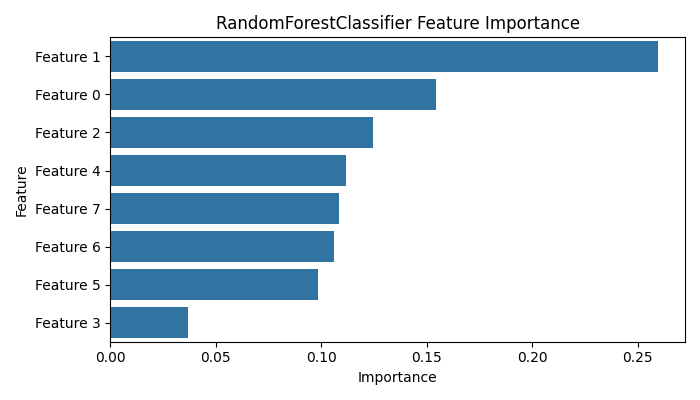 RandomForestClassifier Feature Importance
Feature
Feature 1
Feature 0
Feature 2
Feature 4
Feature 7
Feature 6
Feature 5
Feature 3
0.00 0.05 0.10 0.15 0.20 0.25
Importance